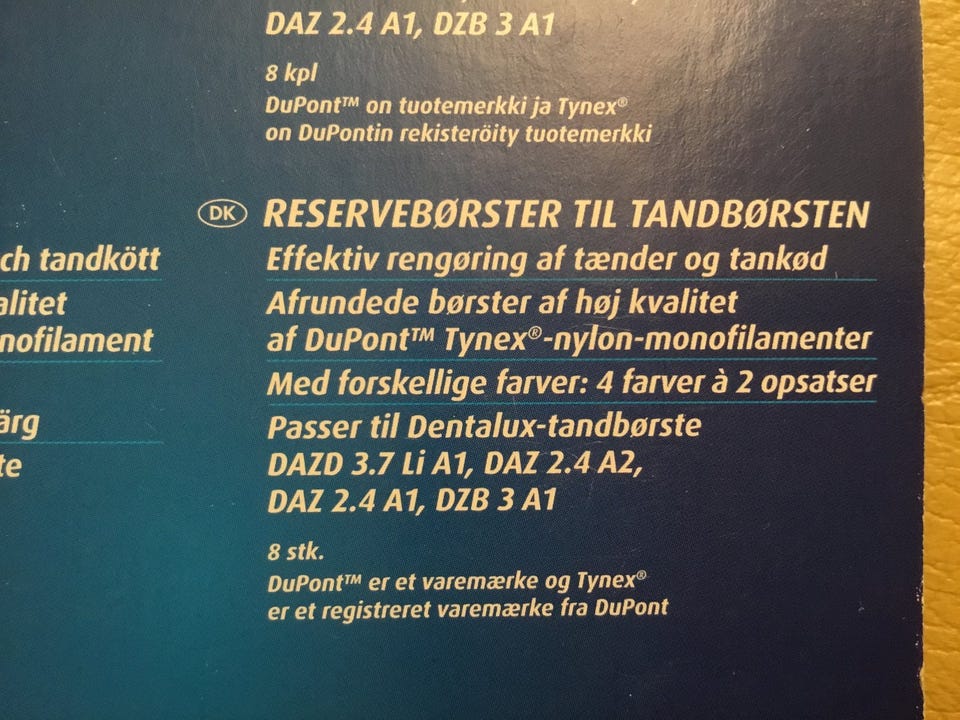 DAZ 2.4 A1, DZB 3 A1
8 kpl
DuPont™ on tuotemerkki ja Tynex®
on DuPontin rekisteröity tuotemerkki
DK RESERVEBØRSTER TIL TANDBØRSTEN
Effektiv rengøring af tænder og tankød
Afrundede børster af høj kvalitet
af DuPont™ Tynex®-nylon-monofilamenter
Med forskellige farver: 4 farver à 2 opsatser
Passer til Dentalux-tandbørste
DAZD 3.7 Li A1, DAZ 2.4 A2,
DAZ 2.4 A1, DZB 3 A1
8 stk.
DuPont™ er et varemærke og Tynex®
er et registreret varemærke fra DuPont
ch tandkött
alitet
nofilament
ärg
te